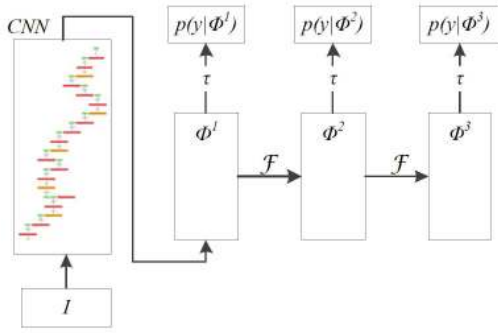 CNN
p(y|Φ¹) p(y|Φ²) p(y|Φ³)
τ τ τ
Φ¹ Φ² Φ³
ℱ ℱ
I